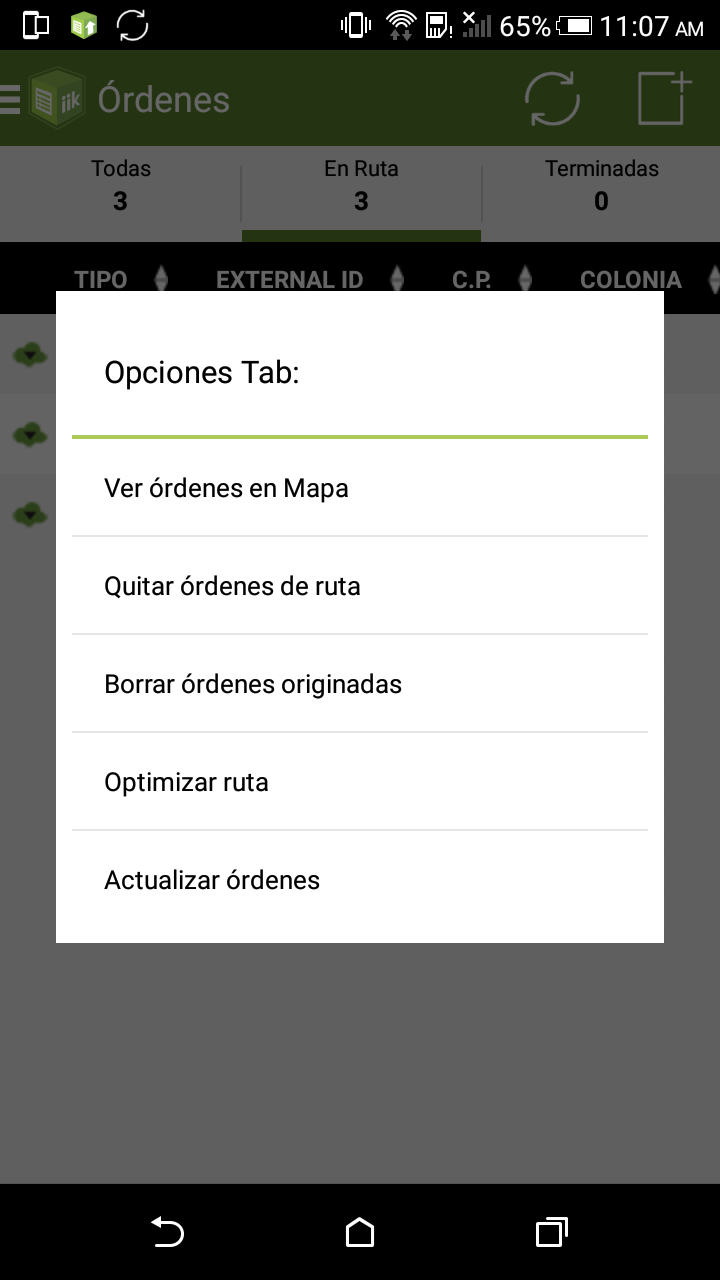 65% 11:07 AM
iik Órdenes
Todas En Ruta Terminadas
3 3 0
TIPO EXTERNAL ID C.P. COLONIA
Opciones Tab:
Ver órdenes en Mapa
Quitar órdenes de ruta
Borrar órdenes originadas
Optimizar ruta
Actualizar órdenes